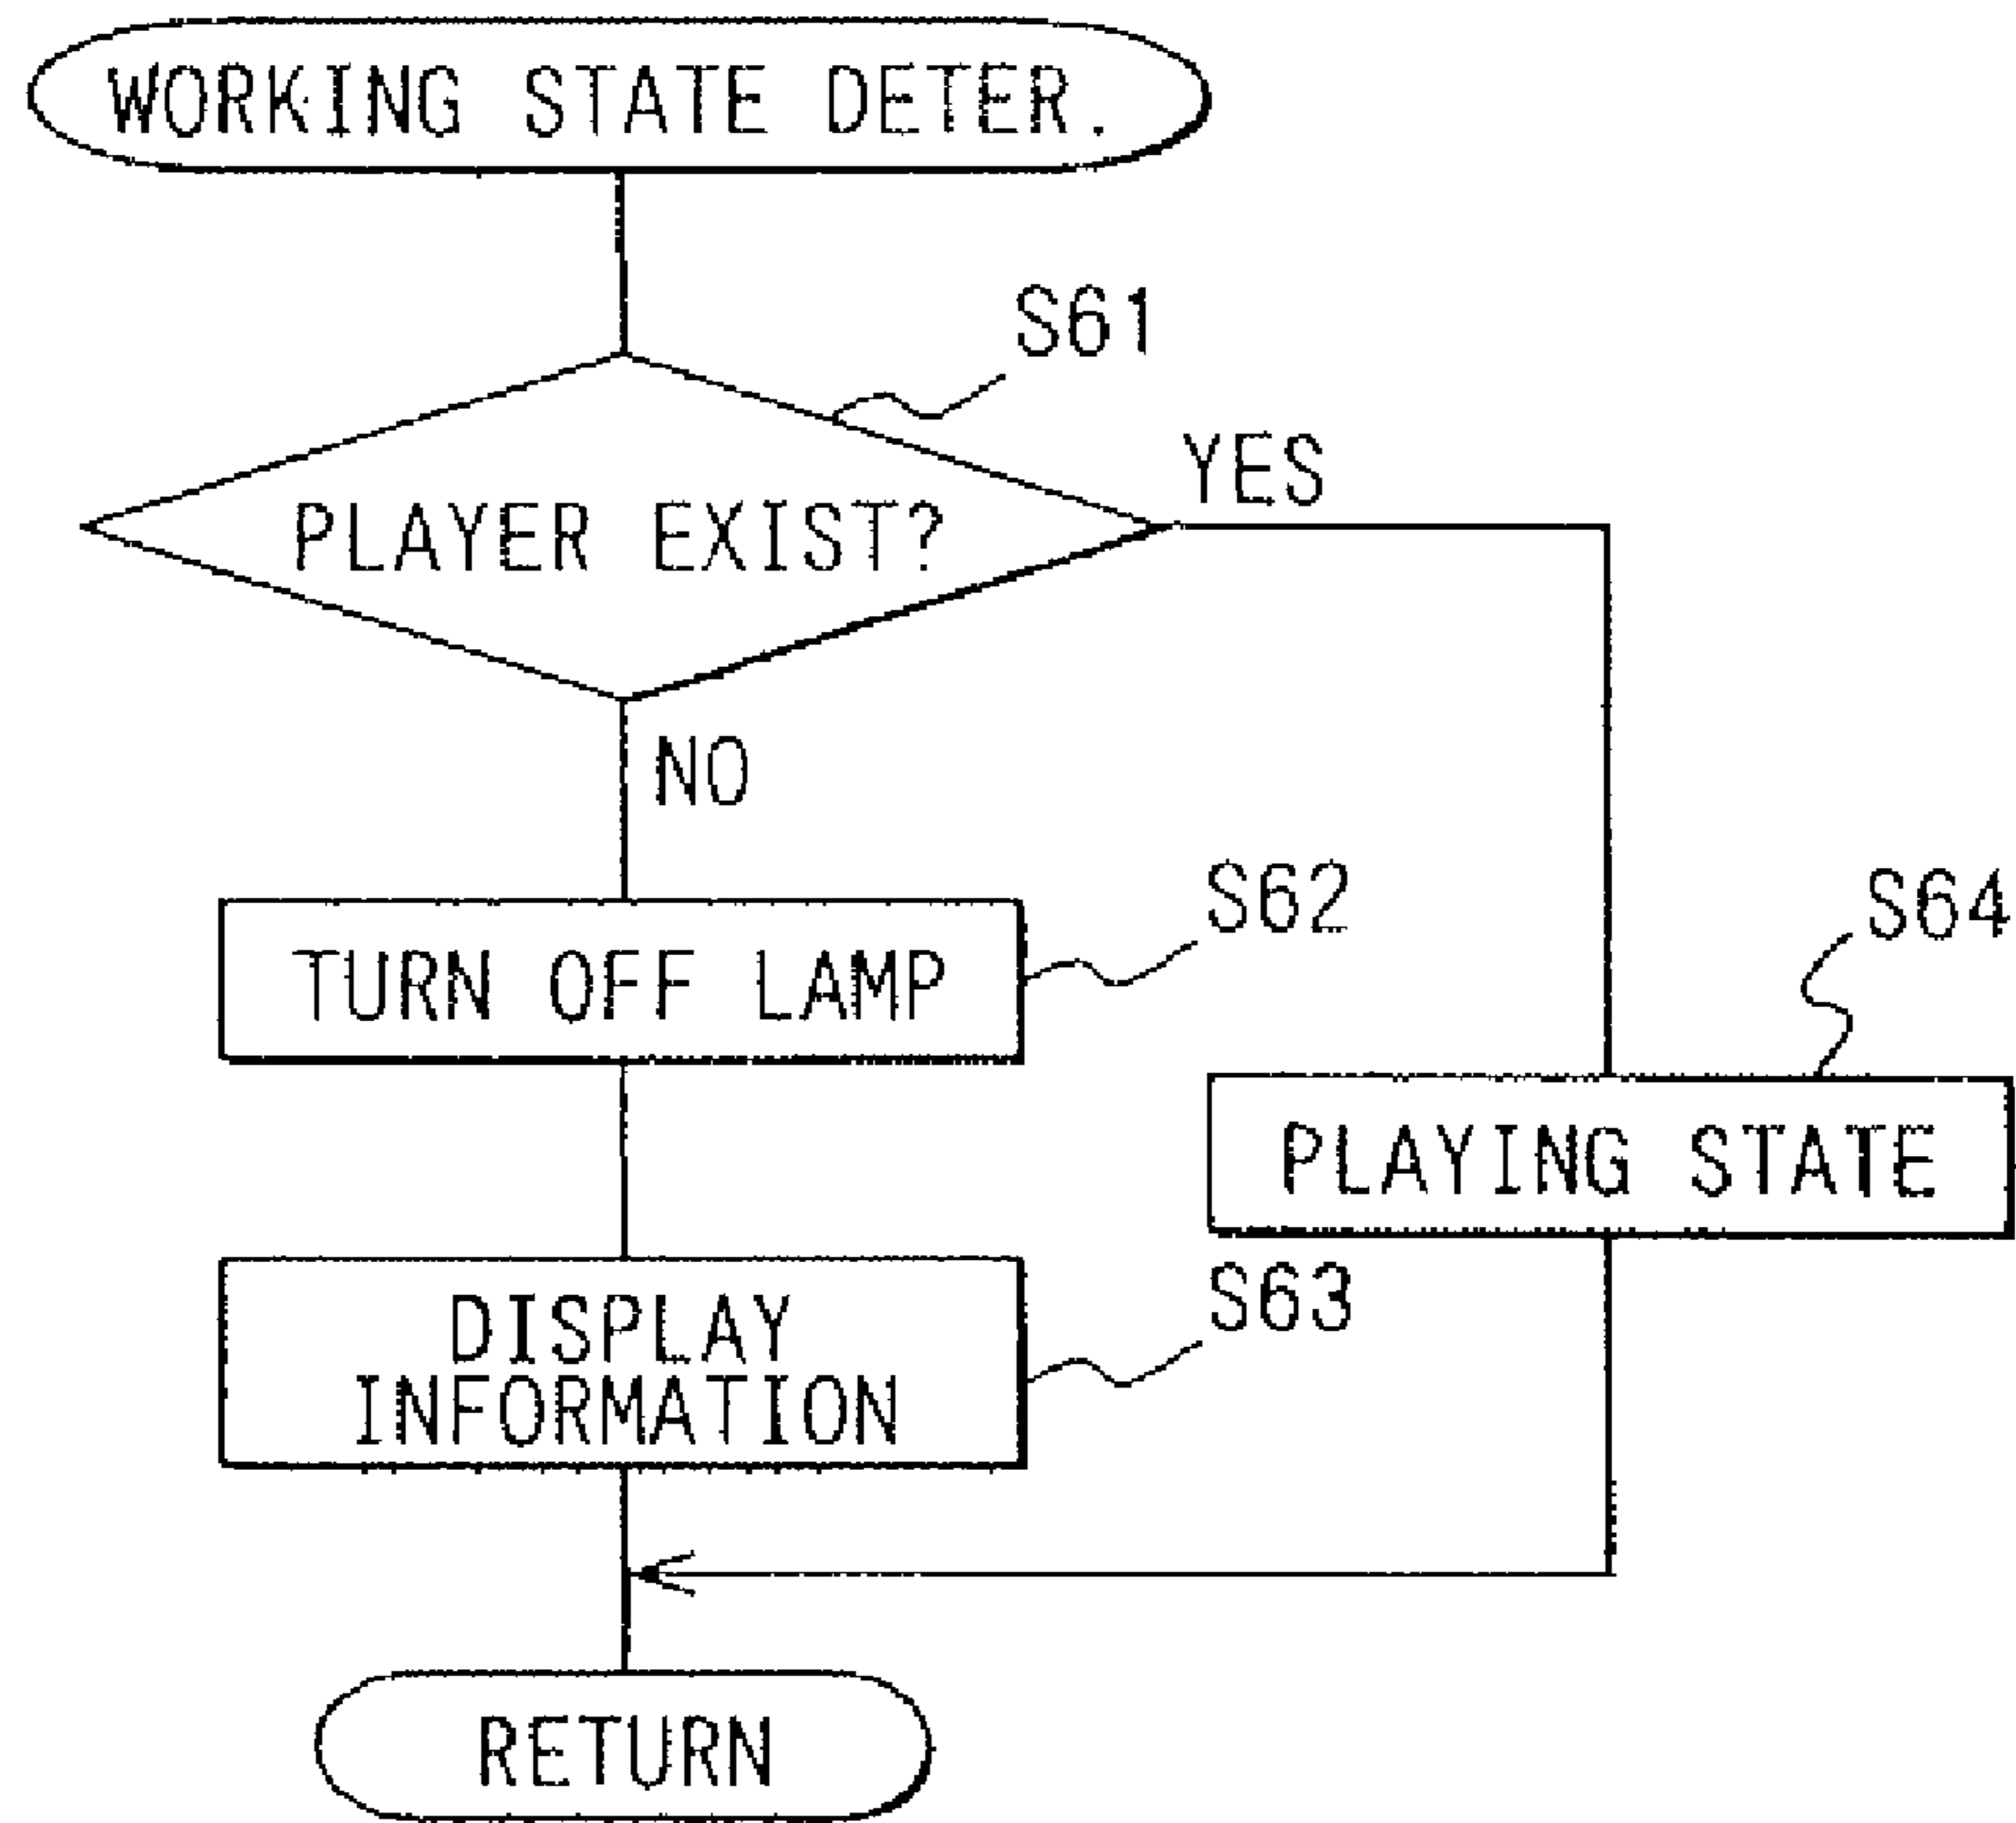 WORKING STATE DETER.
S61
YES
PLAYER EXIST?
NO
S62
S64
TURN OFF LAMP
PLAYING STATE
S63
DISPLAY
INFORMATION
RETURN